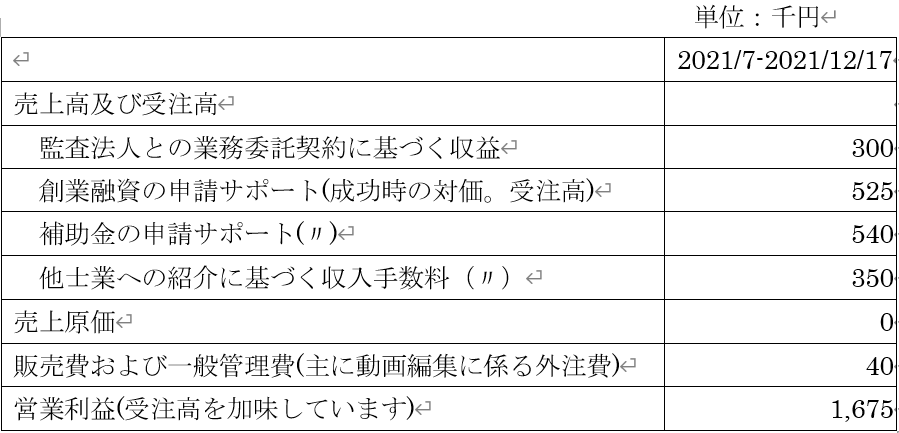 単位：千円↵
↵ 2021/7-2021/12/17
売上高及び受注高↵
監査法人との業務委託契約に基づく収益↵ 300
創業融資の申請サポート(成功時の対価。受注高)↵ 525
補助金の申請サポート(〃)↵ 540
他士業への紹介に基づく収入手数料（〃）↵ 350
売上原価↵ 0
販売費および一般管理費(主に動画編集に係る外注費)↵ 40
営業利益(受注高を加味しています)↵ 1,675